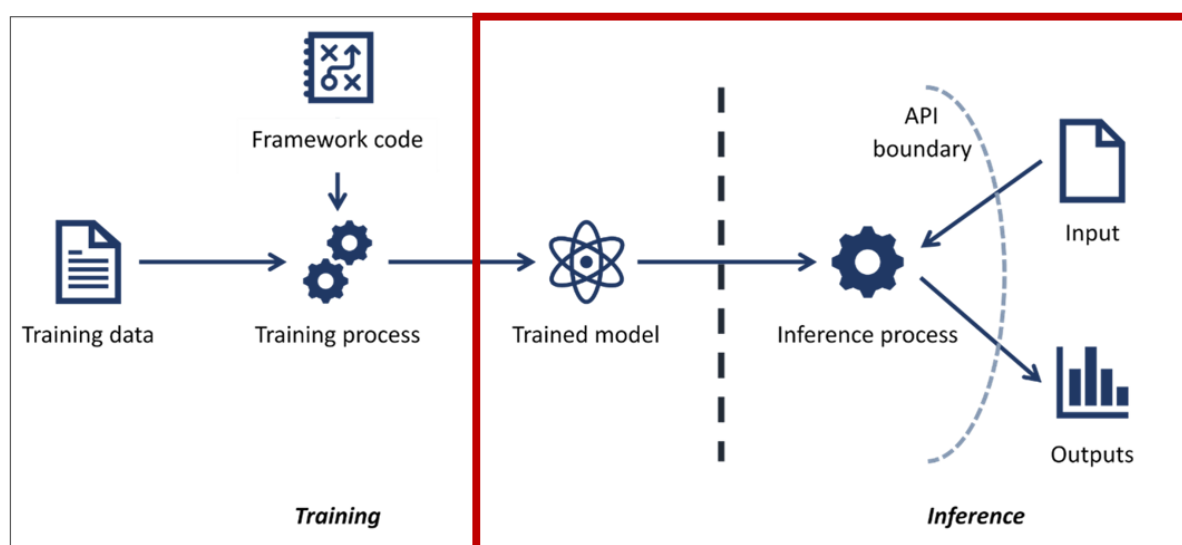 Framework code
API
boundary
Input
Training data
Training process
Trained model
Inference process
Outputs
Training
Inference